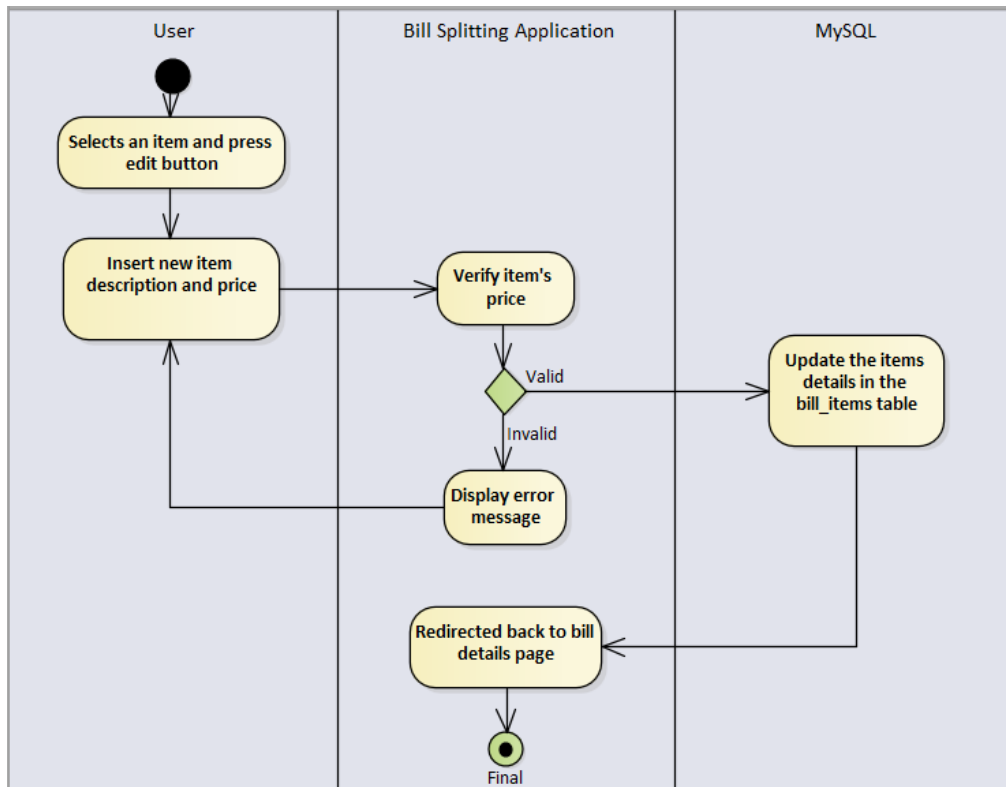 User
Bill Splitting Application
MySQL
Selects an item and press
edit button
Insert new item
description and price
Verify item's
price
Valid
Update the items
details in the
bill_items table
Invalid
Display error
message
Redirected back to bill
details page
Final